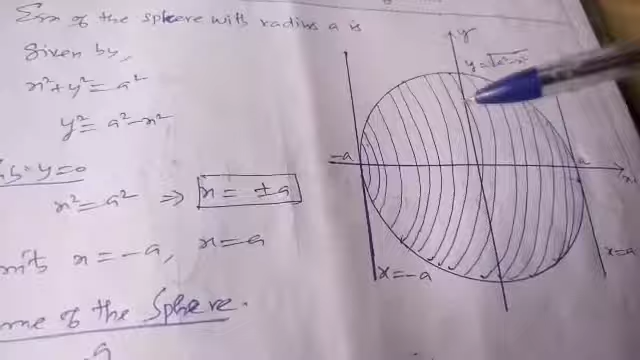 Eqn of the sphere with radius a is
given by,
x²+y²=a²
y²= a²-x²
y=0
x²=a² ⇒ x = ±a
x=-a, x=a
of the Sphere.
a
y
y=√a²-x²
-a
a
x
x=-a
x=a